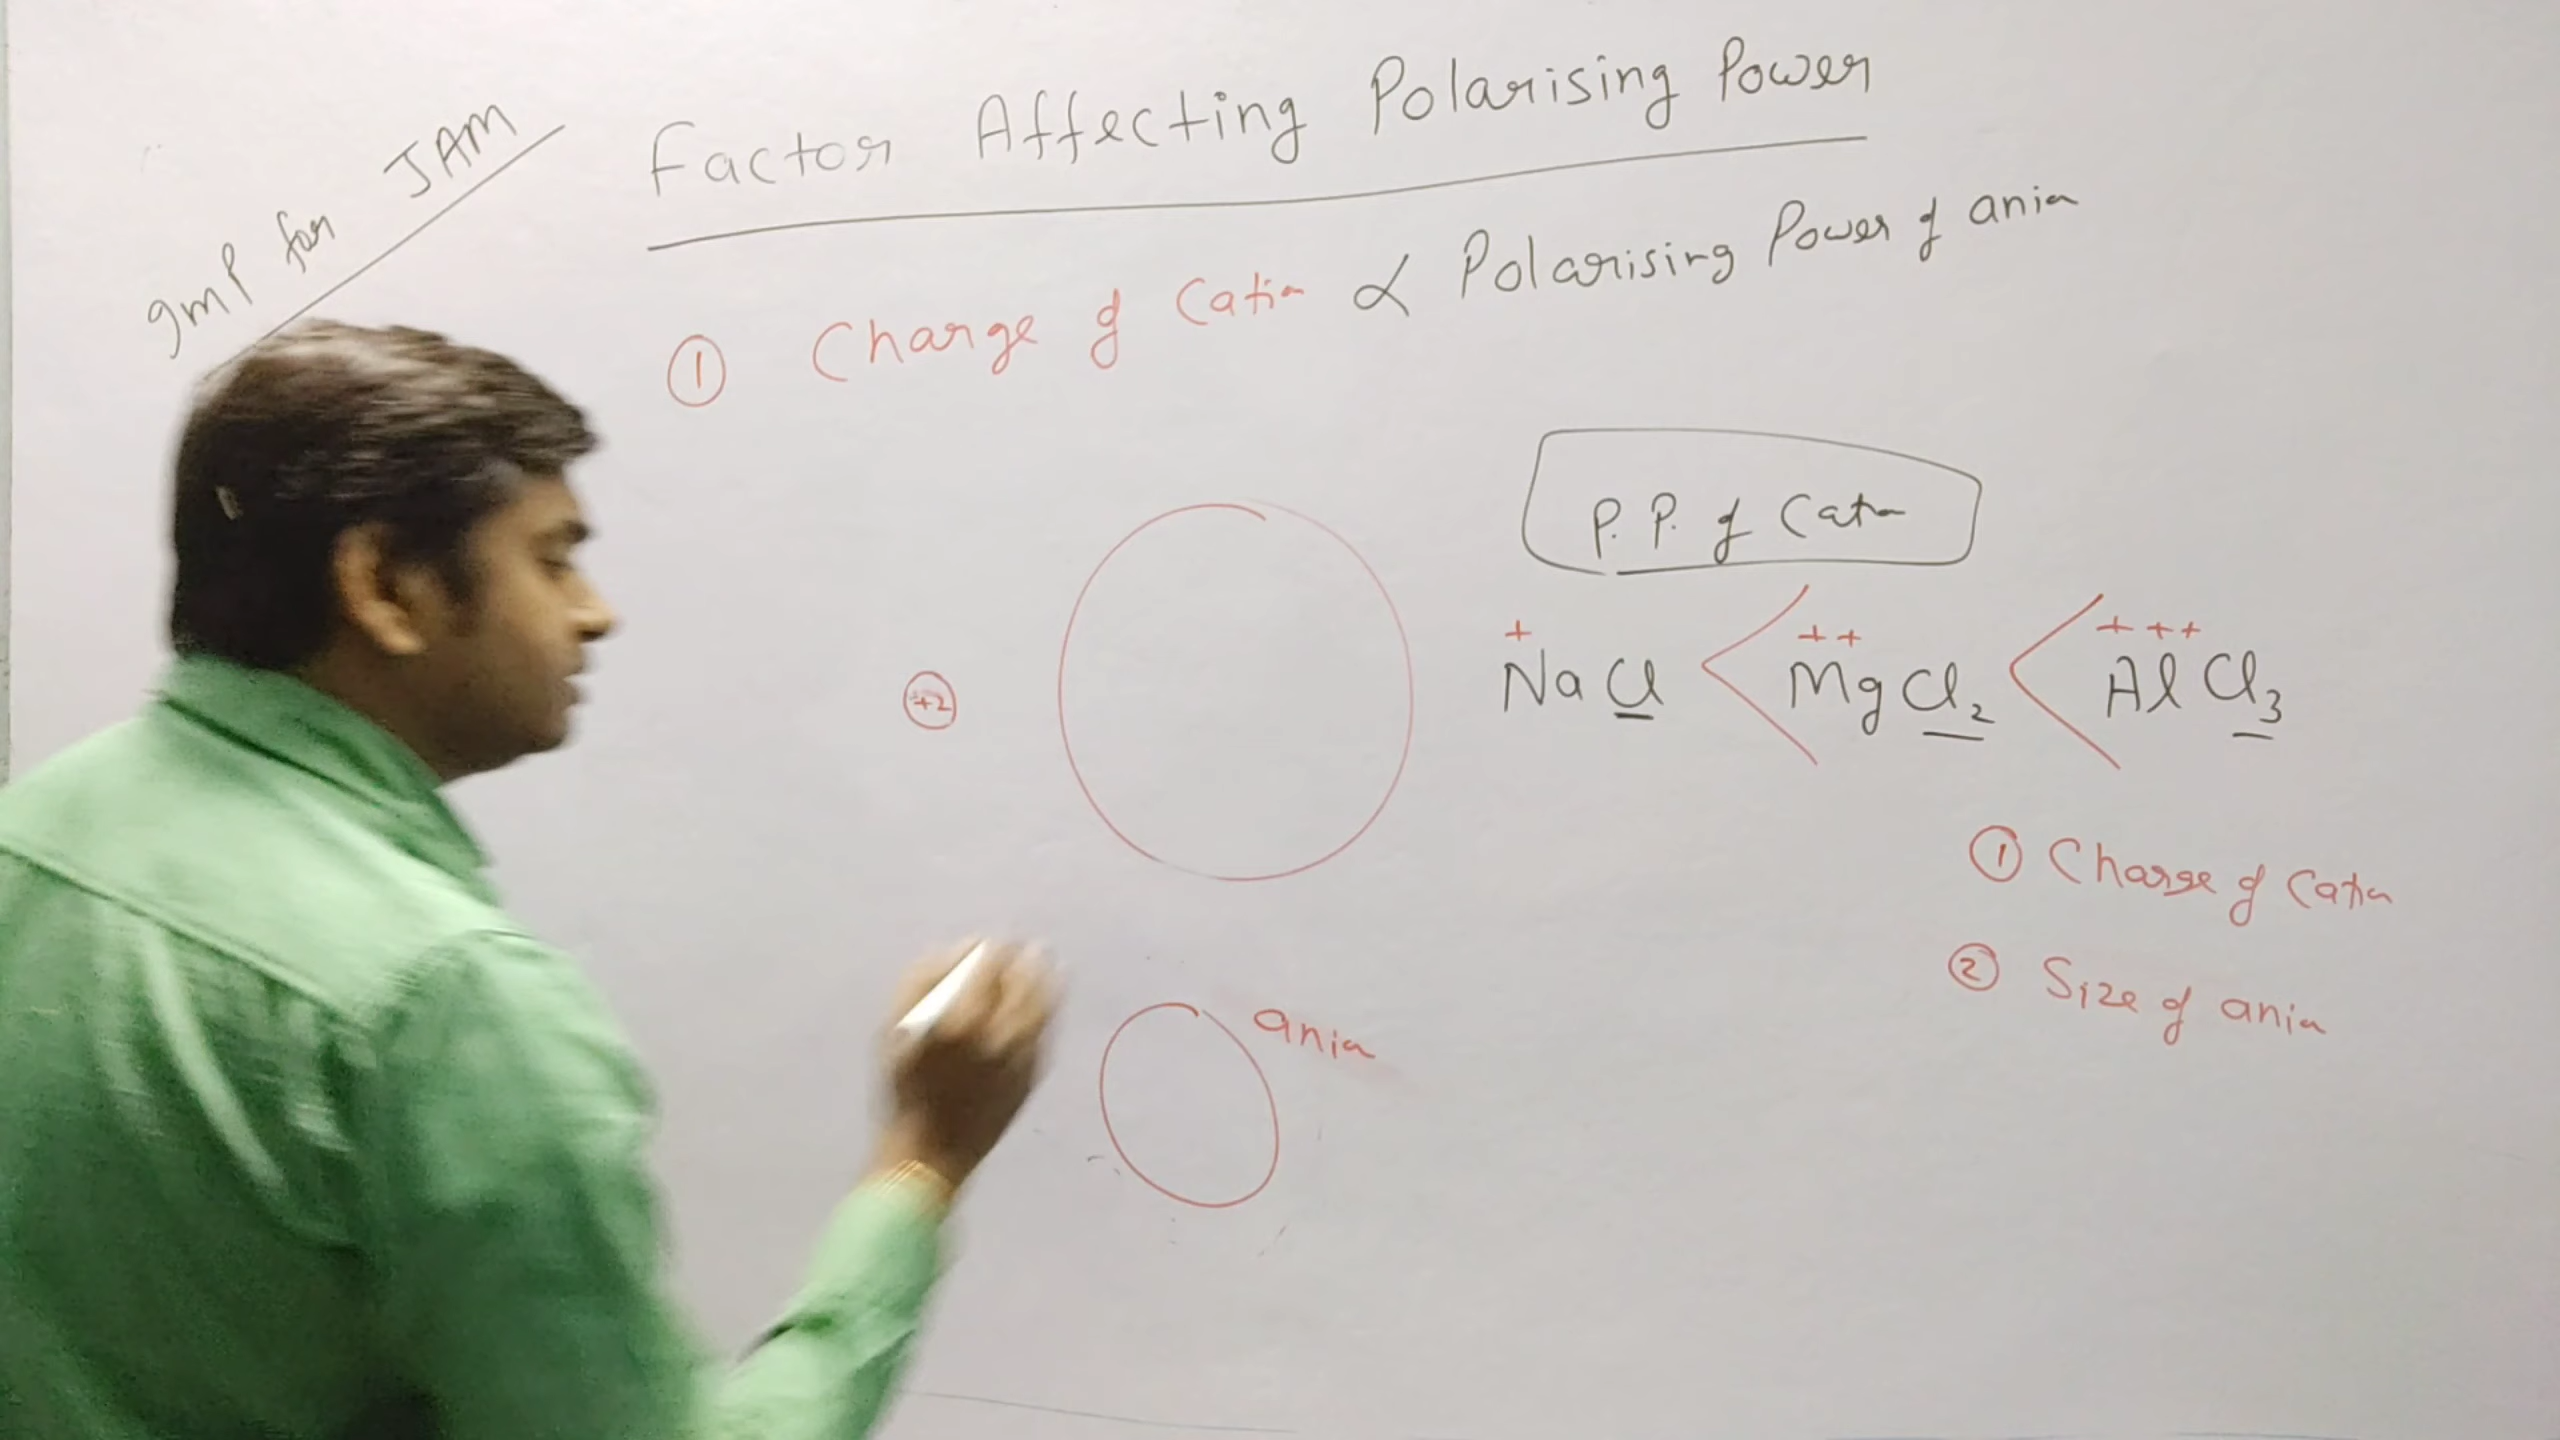 Imp for JAM
Factor Affecting Polarising Power
① Charge of Cation ∝ Polarising Power of anion
P. P. of Cation
+ ++ +++
NaCl < MgCl₂ < AlCl₃
+2
① Charge of Cation
② Size of anion
anion